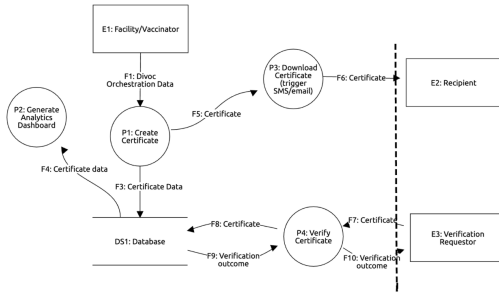 E1: Facility/Vaccinator
F1: Divoc
Orchestration Data
P3: Download
Certificate
(trigger
SMS/email)
F6: Certificate
E2: Recipient
P2: Generate
Analytics
Dashboard
F5: Certificate
P1: Create
Certificate
F4: Certificate data
F3: Certificate Data
F8: Certificate
F7: Certificate
DS1: Database
P4: Verify
Certificate
E3: Verification
Requestor
F9: Verification
outcome
F10: Verification
outcome